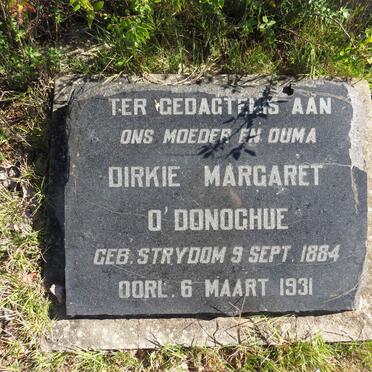 TER GEDAGTENIS AAN
ONS MOEDER EN OUMA
DIRKIE MARGARET
O'DONOGHUE
GEB. STRYDOM 9 SEPT. 1884
OORL. 6 MAART 1931